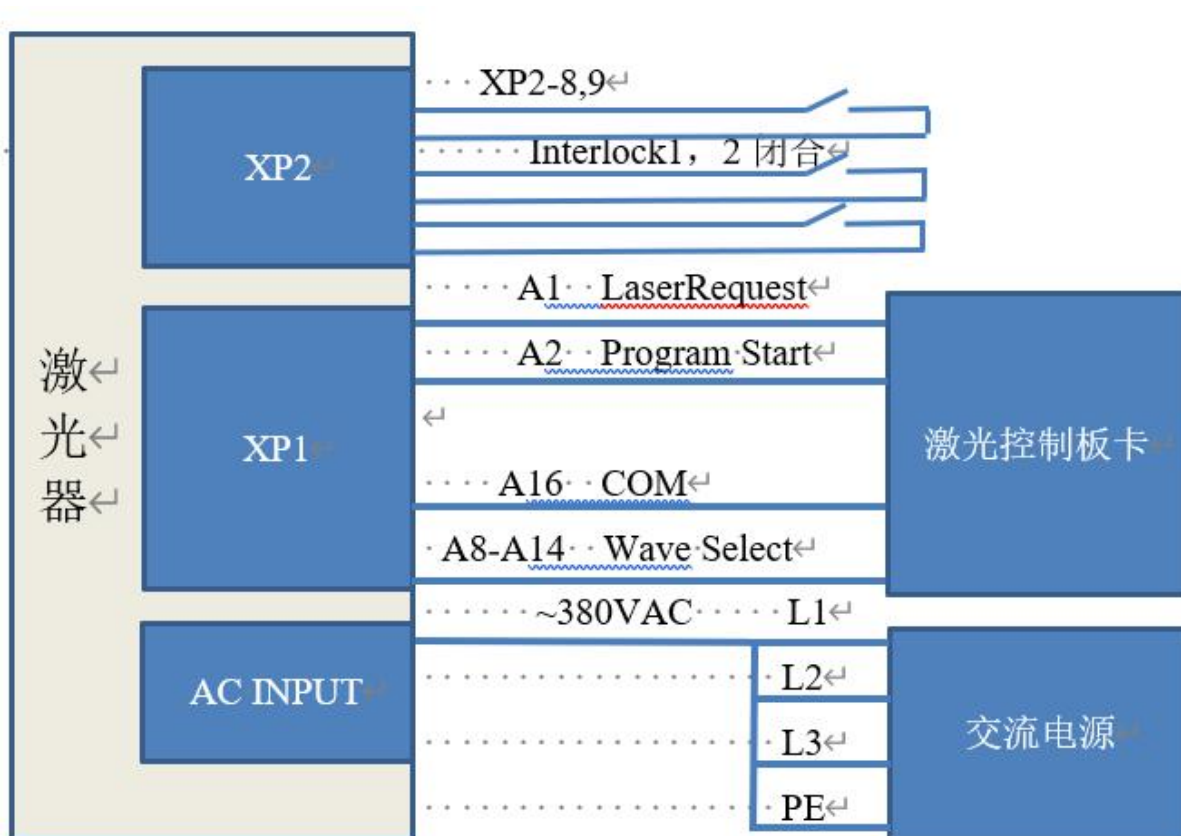 XP2-8,9
XP2
Interlock1，2 闭合
A1 LaserRequest
A2 Program Start
激
光
器
XP1
激光控制板卡
A16 COM
A8-A14 Wave Select
~380VAC L1
AC INPUT
L2
L3
交流电源
PE